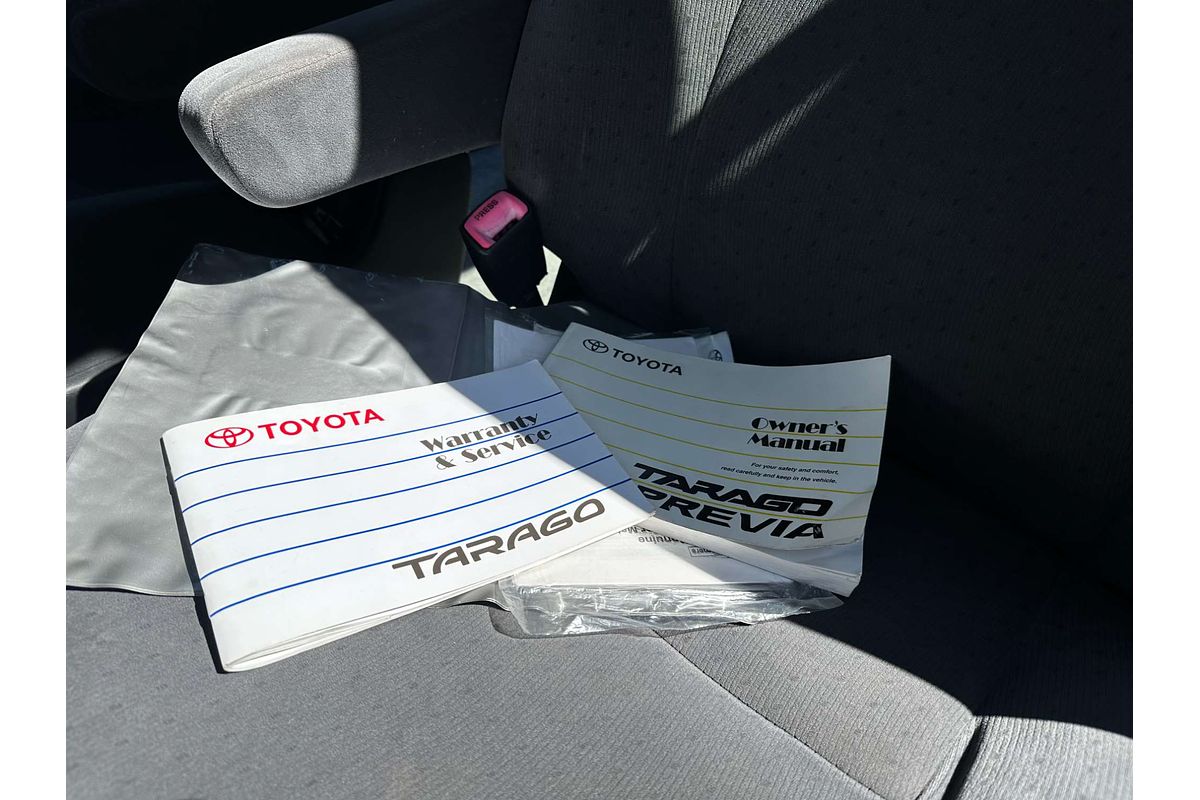 PRESS
TOYOTA
Warranty
& Service
TARAGO
TOYOTA
Owner's
Manual
For your safety and comfort,
read carefully and keep in the vehicle.
TARAGO
PREVIA